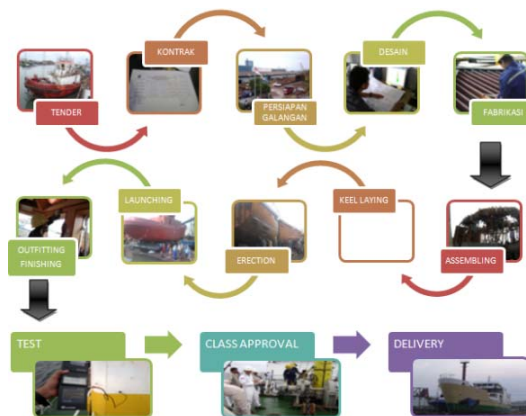 TENDER
KONTRAK
PERSIAPAN
GALANGAN
DESAIN
FABRIKASI
ASSEMBLING
KEEL LAYING
ERECTION
LAUNCHING
OUTFITTING
FINISHING
TEST
CLASS APPROVAL
DELIVERY